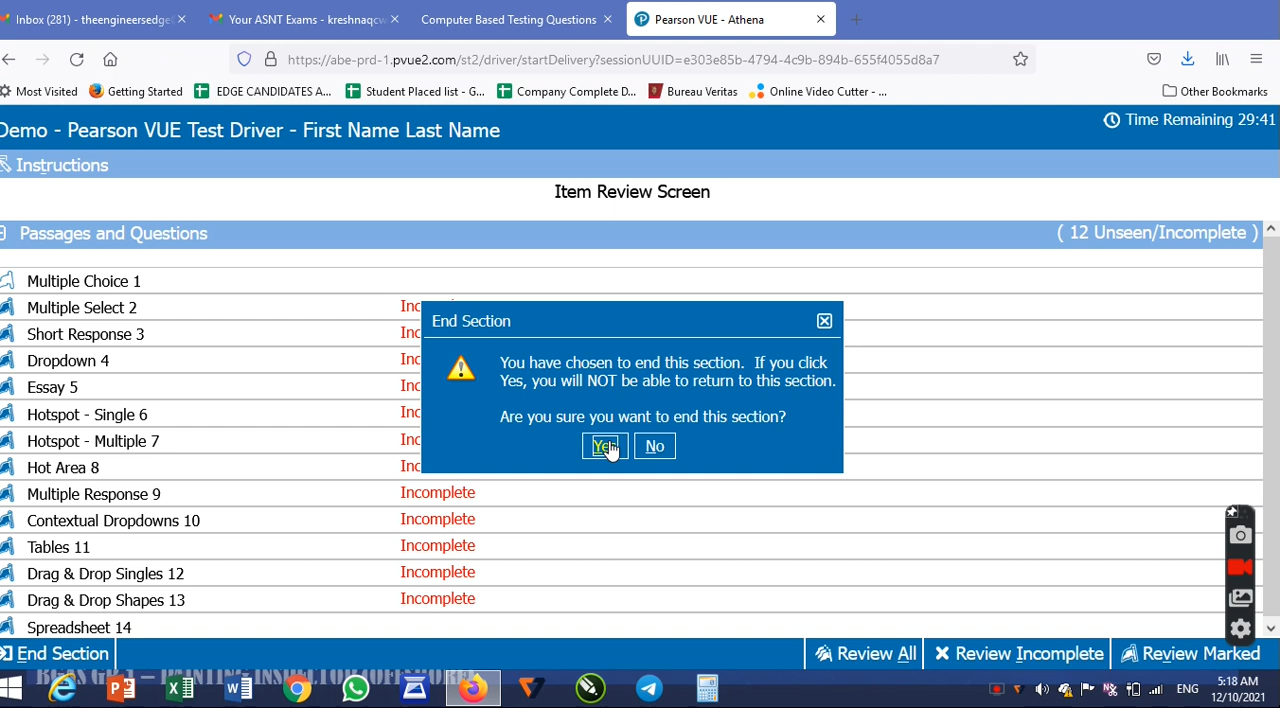 Inbox (281) - theengineersedge
Your ASNT Exams - kreshnaqcw
Computer Based Testing Questions
Pearson VUE - Athena
https://abe-prd-1.pvue2.com/st2/driver/startDelivery?sessionUUID=e303e85b-4794-4c9b-894b-655f4055d8a7
Most Visited
Getting Started
EDGE CANDIDATES A...
Student Placed list - G...
Company Complete D...
Bureau Veritas
Online Video Cutter - ...
Other Bookmarks
Demo - Pearson VUE Test Driver - First Name Last Name
Time Remaining 29:41
Instructions
Item Review Screen
Passages and Questions
( 12 Unseen/Incomplete )
Multiple Choice 1
Multiple Select 2
Short Response 3
Dropdown 4
Essay 5
Hotspot - Single 6
Hotspot - Multiple 7
Hot Area 8
Multiple Response 9 Incomplete
Contextual Dropdowns 10 Incomplete
Tables 11 Incomplete
Drag & Drop Singles 12 Incomplete
Drag & Drop Shapes 13 Incomplete
Spreadsheet 14
End Section
You have chosen to end this section. If you click
Yes, you will NOT be able to return to this section.
Are you sure you want to end this section?
Yes No
End Section
Review All
Review Incomplete
Review Marked
ENG
5:18 AM
12/10/2021